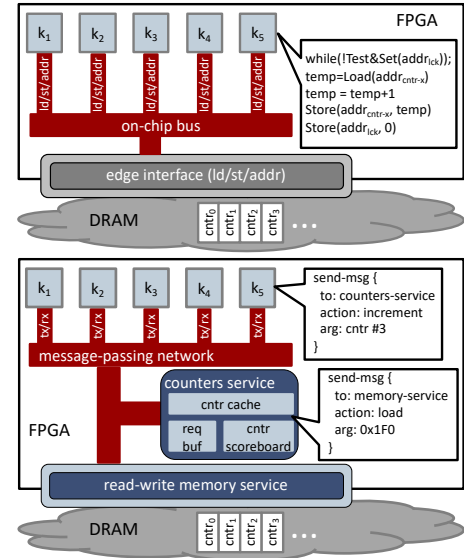 FPGA
k1 k2 k3 k4 k5
ld/st/addr ld/st/addr ld/st/addr ld/st/addr ld/st/addr
while(!Test&Set(addrlck));
temp=Load(addrcntr-x)
temp = temp+1
Store(addrcntr-x, temp)
Store(addrlck, 0)
on-chip bus
edge interface (ld/st/addr)
DRAM
cntr0 cntr1 cntr2 cntr3 ...
k1 k2 k3 k4 k5
tx/rx tx/rx tx/rx tx/rx tx/rx
send-msg {
to: counters-service
action: increment
arg: cntr #3
}
message-passing network
counters service
cntr cache
req
buf
cntr
scoreboard
send-msg {
to: memory-service
action: load
arg: 0x1F0
}
FPGA
read-write memory service
DRAM
cntr0 cntr1 cntr2 cntr3 ...